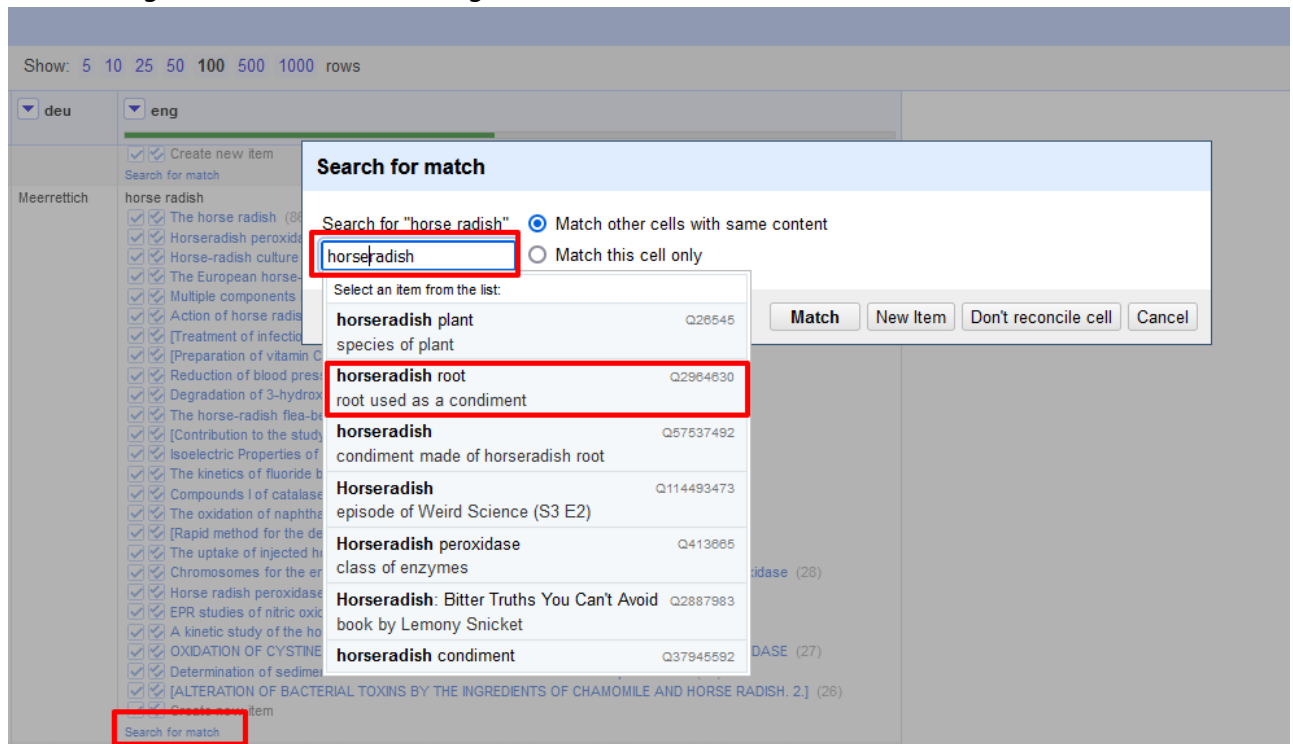 Show: 5 10 25 50 100 500 1000 rows
deu eng
Create new item
Search for match
Meerrettich horse radish
The horse radish (86
Horseradish peroxida
Horse-radish culture
The European horse-
Multiple components
Action of horse radis
[Treatment of infectio
[Preparation of vitamin C
Reduction of blood press
Degradation of 3-hydrox
The horse-radish flea-be
[Contribution to the study
Isoelectric Properties of
The kinetics of fluoride b
Compounds I of catalase
The oxidation of naphtha
[Rapid method for the de
The uptake of injected ho
Chromosomes for the en idase (28)
Horse radish peroxidase
EPR studies of nitric oxid
A kinetic study of the ho
OXIDATION OF CYSTINE DASE (27)
Determination of sedime
[ALTERATION OF BACTERIAL TOXINS BY THE INGREDIENTS OF CHAMOMILE AND HORSE RADISH. 2.] (26)
Create new item
Search for match
Search for match
Search for "horse radish" Match other cells with same content
horseradish Match this cell only
Match New Item Don't reconcile cell Cancel
Select an item from the list:
horseradish plant Q26545
species of plant
horseradish root Q2964630
root used as a condiment
horseradish Q57537492
condiment made of horseradish root
Horseradish Q114493473
episode of Weird Science (S3 E2)
Horseradish peroxidase Q413665
class of enzymes
Horseradish: Bitter Truths You Can't Avoid Q2887983
book by Lemony Snicket
horseradish condiment Q37945592